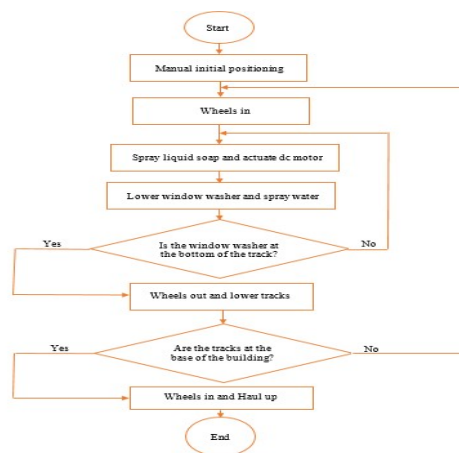 Start
Manual initial positioning
Wheels in
Spray liquid soap and actuate dc motor
Lower window washer and spray water
Yes
Is the window washer at
the bottom of the track?
No
Wheels out and lower tracks
Yes
Are the tracks at the
base of the building?
No
Wheels in and Haul up
End